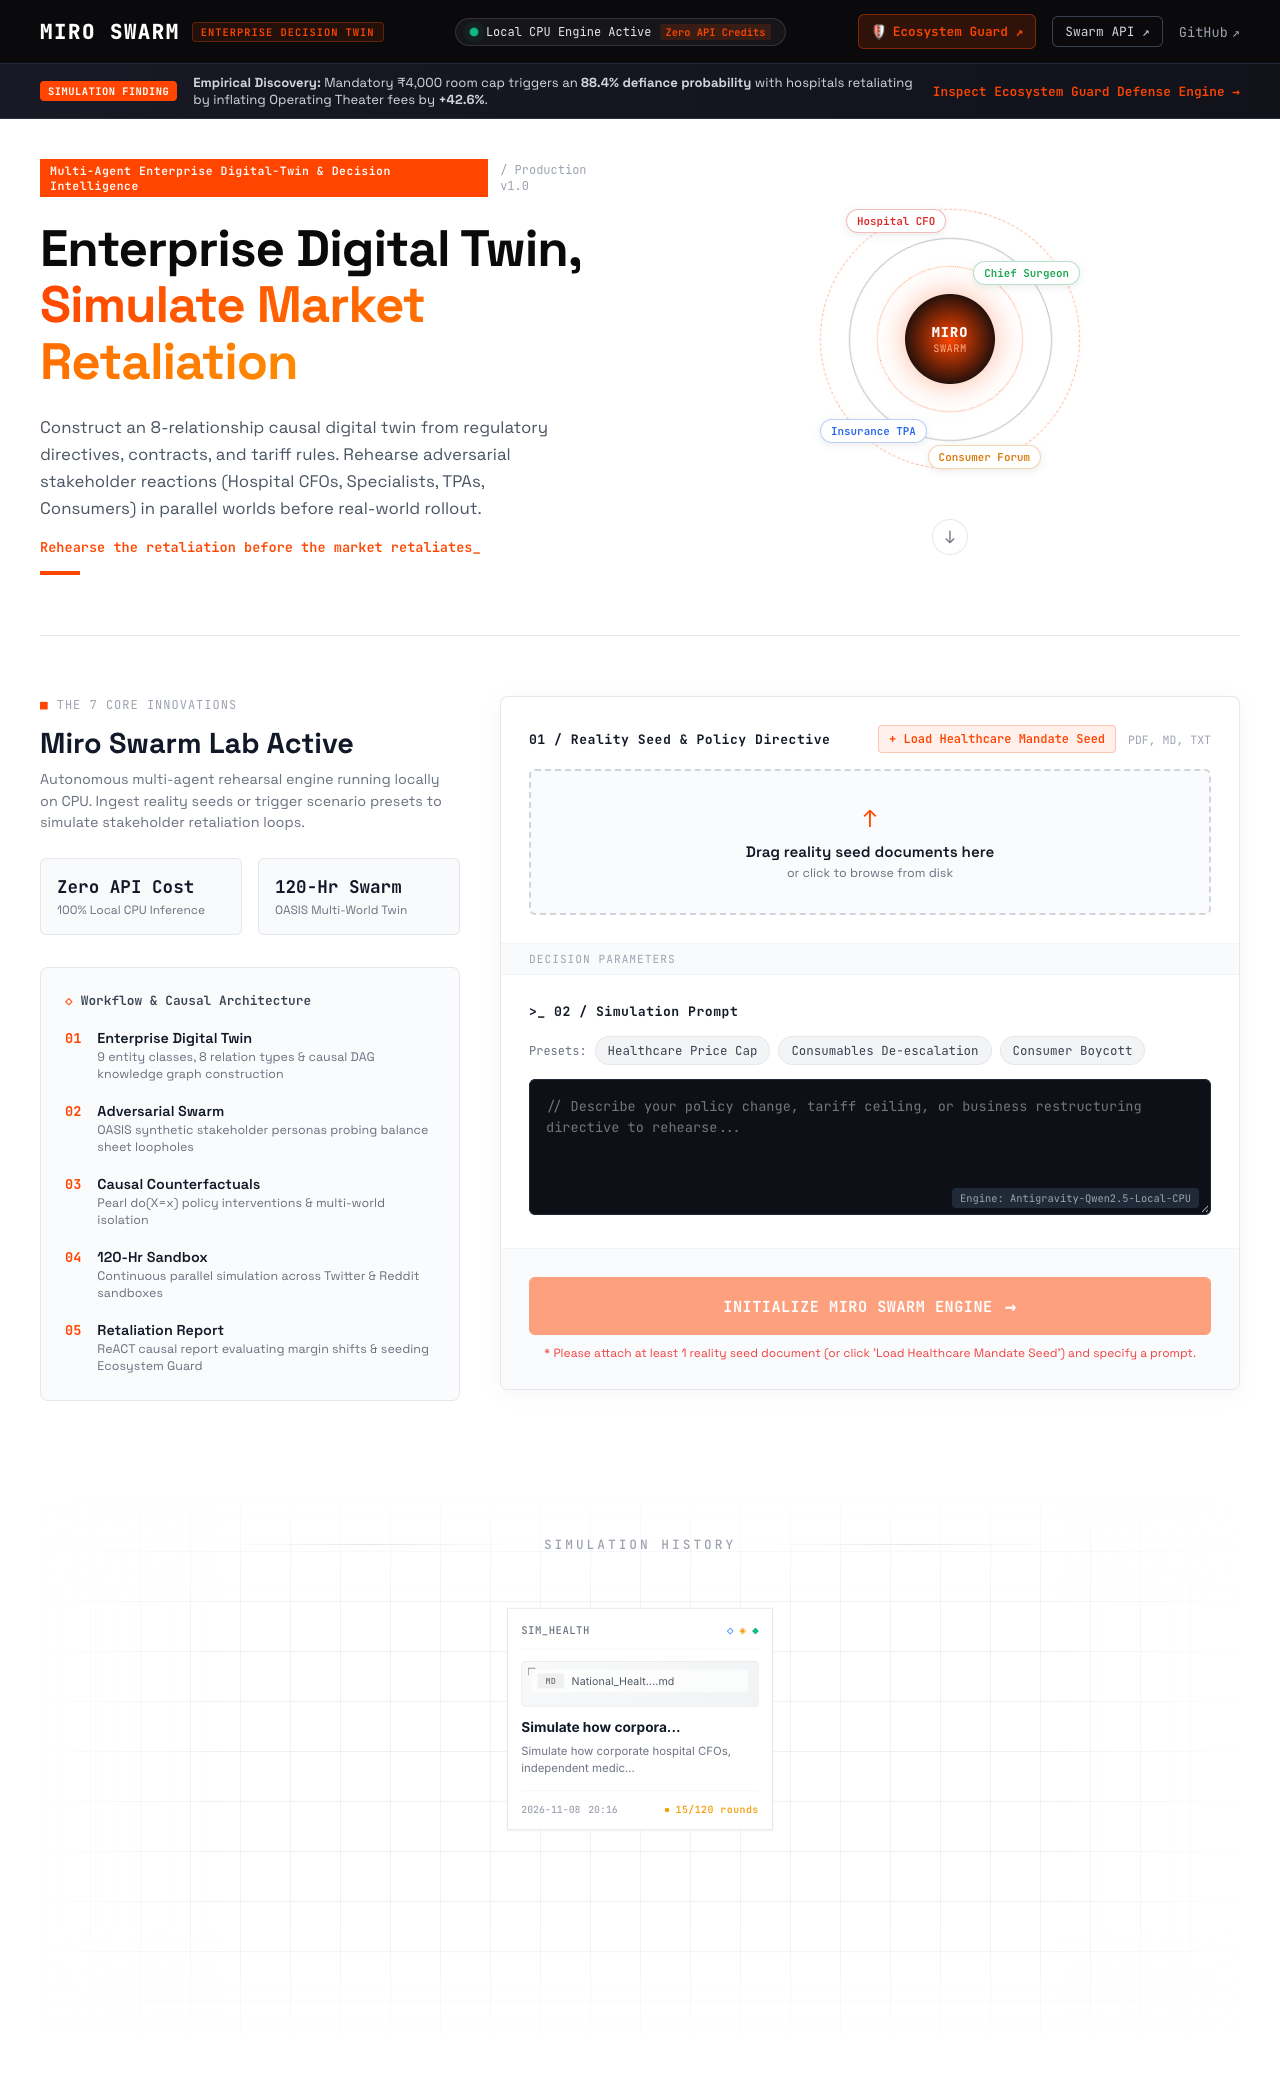 MIRO SWARM
ENTERPRISE DECISION TWIN
Local CPU Engine Active
Zero API Credits
Ecosystem Guard ↗
Swarm API ↗
GitHub ↗
SIMULATION FINDING
Empirical Discovery: Mandatory ₹4,000 room cap triggers an 88.4% defiance probability with hospitals retaliating
by inflating Operating Theater fees by +42.6%.
Inspect Ecosystem Guard Defense Engine →
Multi-Agent Enterprise Digital-Twin & Decision
Intelligence
/ Production
v1.0
Enterprise Digital Twin,
Simulate Market
Retaliation
Construct an 8-relationship causal digital twin from regulatory
directives, contracts, and tariff rules. Rehearse adversarial
stakeholder reactions (Hospital CFOs, Specialists, TPAs,
Consumers) in parallel worlds before real-world rollout.
Rehearse the retaliation before the market retaliates_
Hospital CFO
Chief Surgeon
MIRO
SWARM
Insurance TPA
Consumer Forum
↓
■ THE 7 CORE INNOVATIONS
Miro Swarm Lab Active
Autonomous multi-agent rehearsal engine running locally
on CPU. Ingest reality seeds or trigger scenario presets to
simulate stakeholder retaliation loops.
Zero API Cost
100% Local CPU Inference
120-Hr Swarm
OASIS Multi-World Twin
◇ Workflow & Causal Architecture
01 Enterprise Digital Twin
9 entity classes, 8 relation types & causal DAG
knowledge graph construction
02 Adversarial Swarm
OASIS synthetic stakeholder personas probing balance
sheet loopholes
03 Causal Counterfactuals
Pearl do(X=x) policy interventions & multi-world
isolation
04 120-Hr Sandbox
Continuous parallel simulation across Twitter & Reddit
sandboxes
05 Retaliation Report
ReACT causal report evaluating margin shifts & seeding
Ecosystem Guard
01 / Reality Seed & Policy Directive
+ Load Healthcare Mandate Seed
PDF, MD, TXT
↑
Drag reality seed documents here
or click to browse from disk
DECISION PARAMETERS
>_ 02 / Simulation Prompt
Presets:
Healthcare Price Cap
Consumables De-escalation
Consumer Boycott
// Describe your policy change, tariff ceiling, or business restructuring
directive to rehearse...
Engine: Antigravity-Qwen2.5-Local-CPU
INITIALIZE MIRO SWARM ENGINE →
* Please attach at least 1 reality seed document (or click 'Load Healthcare Mandate Seed') and specify a prompt.
SIMULATION HISTORY
SIM_HEALTH
◇ ◈ ◆
MD National_Healt....md
Simulate how corpora...
Simulate how corporate hospital CFOs,
independent medic...
2026-11-08 20:16
● 15/120 rounds